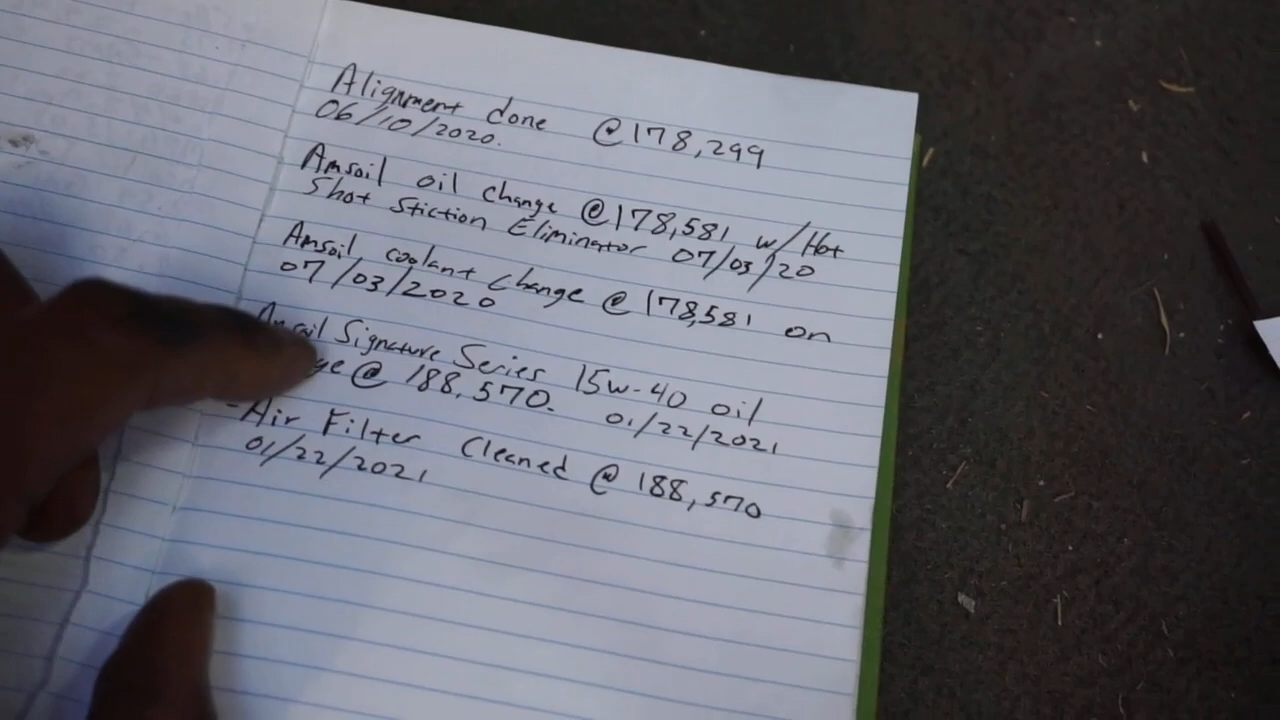 Alignment done @178,299
06/10/2020.
Amsoil oil change @178,581 w/Hot
Shot Stiction Eliminator 07/03/20
Amsoil coolant change @ 178,581 on
07/03/2020
Amsoil Signature Series 15w-40 oil
@ 188,570. 01/22/2021
-Air Filter Cleaned @ 188,570
01/22/2021